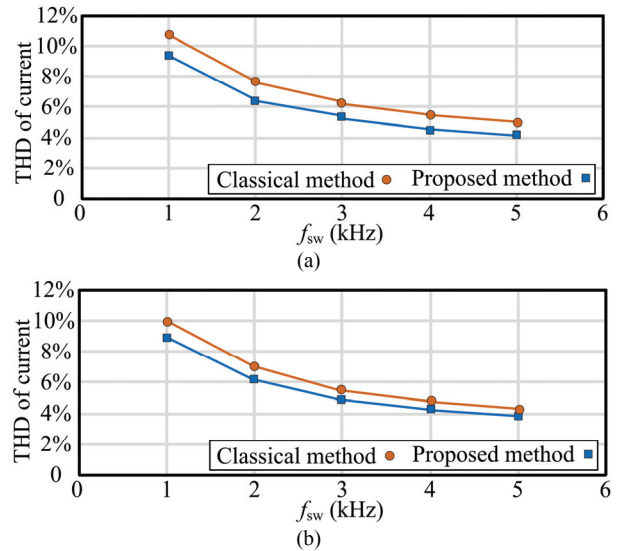 12%
10%
8%
6%
4%
2%
0
THD of current
Classical method Proposed method
0 1 2 3 4 5 6
fsw (kHz)
(a)
12%
10%
8%
6%
4%
2%
0
THD of current
Classical method Proposed method
0 1 2 3 4 5 6
fsw (kHz)
(b)